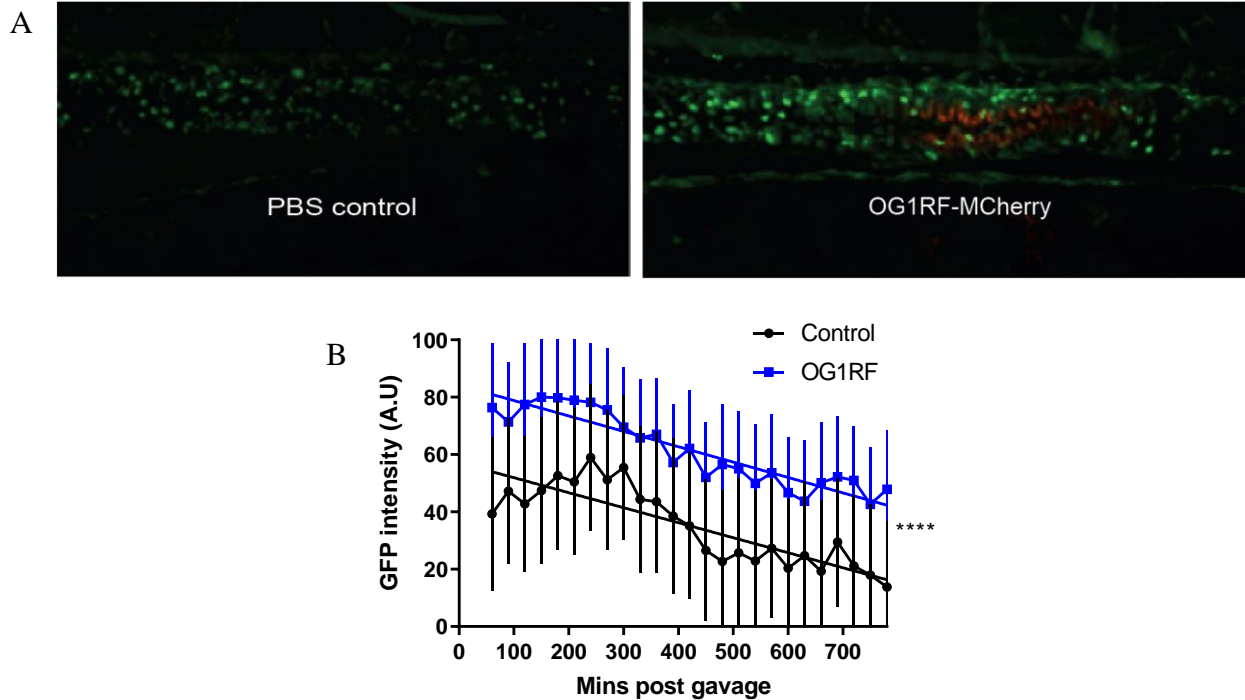 A
PBS control
OG1RF-MCherry
B
Control
OG1RF
100
80
60
40
20
0
GFP intensity (A.U)
****
0 100 200 300 400 500 600 700
Mins post gavage